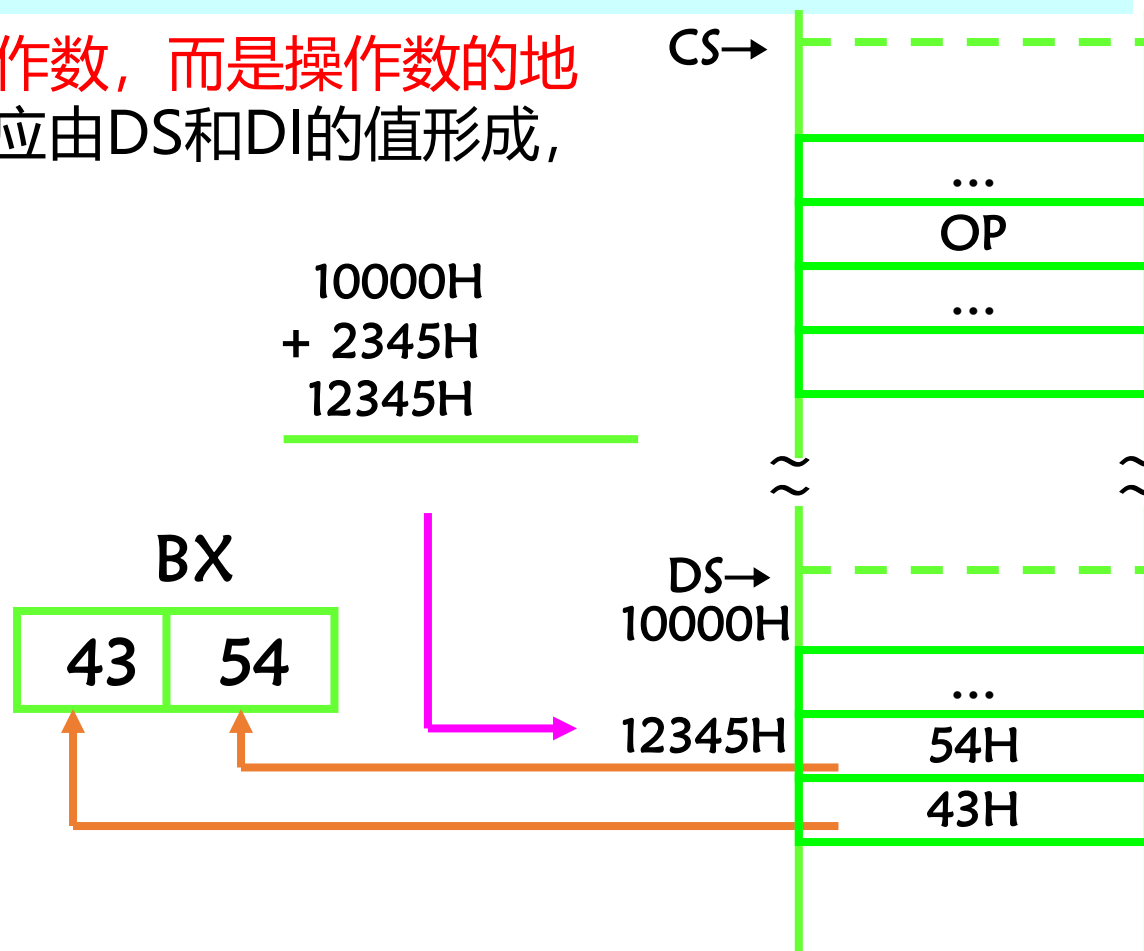 作数，而是操作数的地
应由DS和DI的值形成，
CS→
...
OP
...
10000H
+ 2345H
12345H
≈
≈
BX
43 54
DS→
10000H
...
12345H
54H
43H